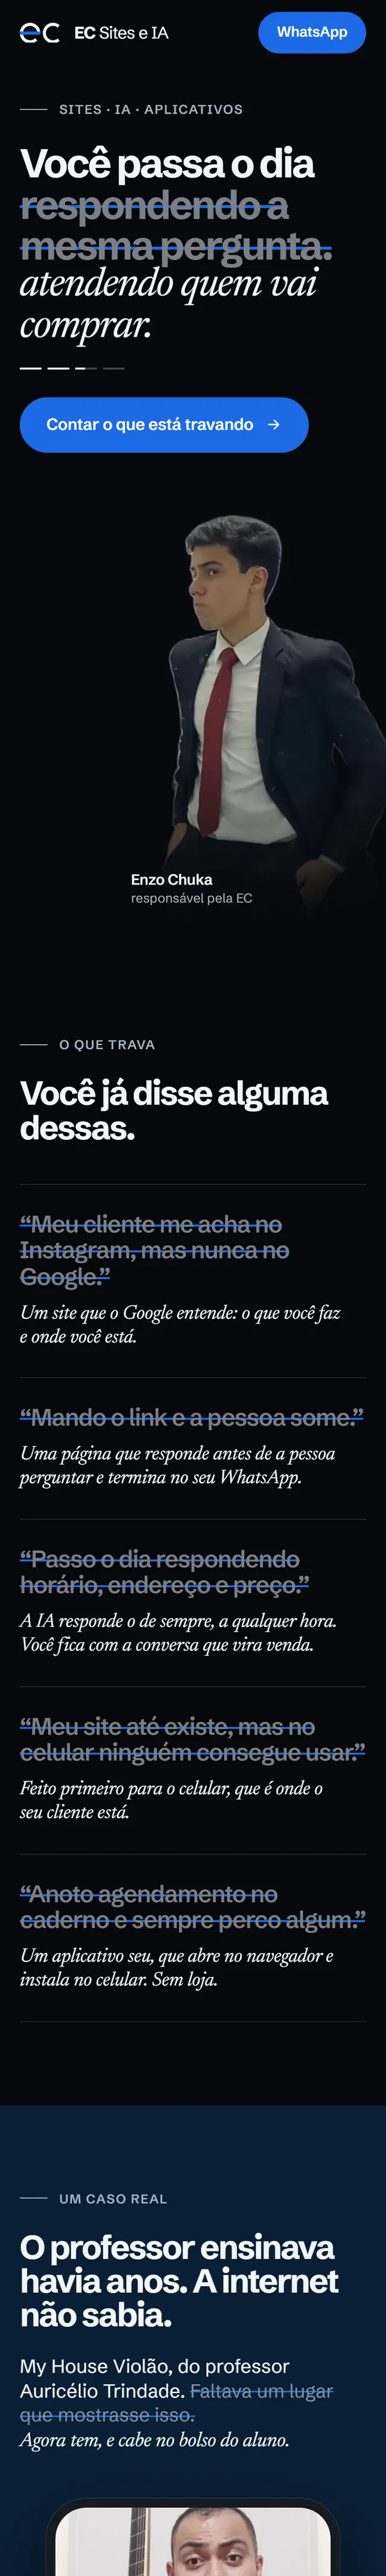 ec EC Sites e IA
WhatsApp
SITES · IA · APLICATIVOS
Você passa o dia
respondendo a
mesma pergunta.
atendendo quem vai
comprar.
Contar o que está travando →
Enzo Chuka
responsável pela EC
O QUE TRAVA
Você já disse alguma
dessas.
“Meu cliente me acha no
Instagram, mas nunca no
Google.”
Um site que o Google entende: o que você faz
e onde você está.
“Mando o link e a pessoa some.”
Uma página que responde antes de a pessoa
perguntar e termina no seu WhatsApp.
“Passo o dia respondendo
horário, endereço e preço.”
A IA responde o de sempre, a qualquer hora.
Você fica com a conversa que vira venda.
“Meu site até existe, mas no
celular ninguém consegue usar.”
Feito primeiro para o celular, que é onde o
seu cliente está.
“Anoto agendamento no
caderno e sempre perco algum.”
Um aplicativo seu, que abre no navegador e
instala no celular. Sem loja.
UM CASO REAL
O professor ensinava
havia anos. A internet
não sabia.
My House Violão, do professor
Auricélio Trindade. Faltava um lugar
que mostrasse isso.
Agora tem, e cabe no bolso do aluno.